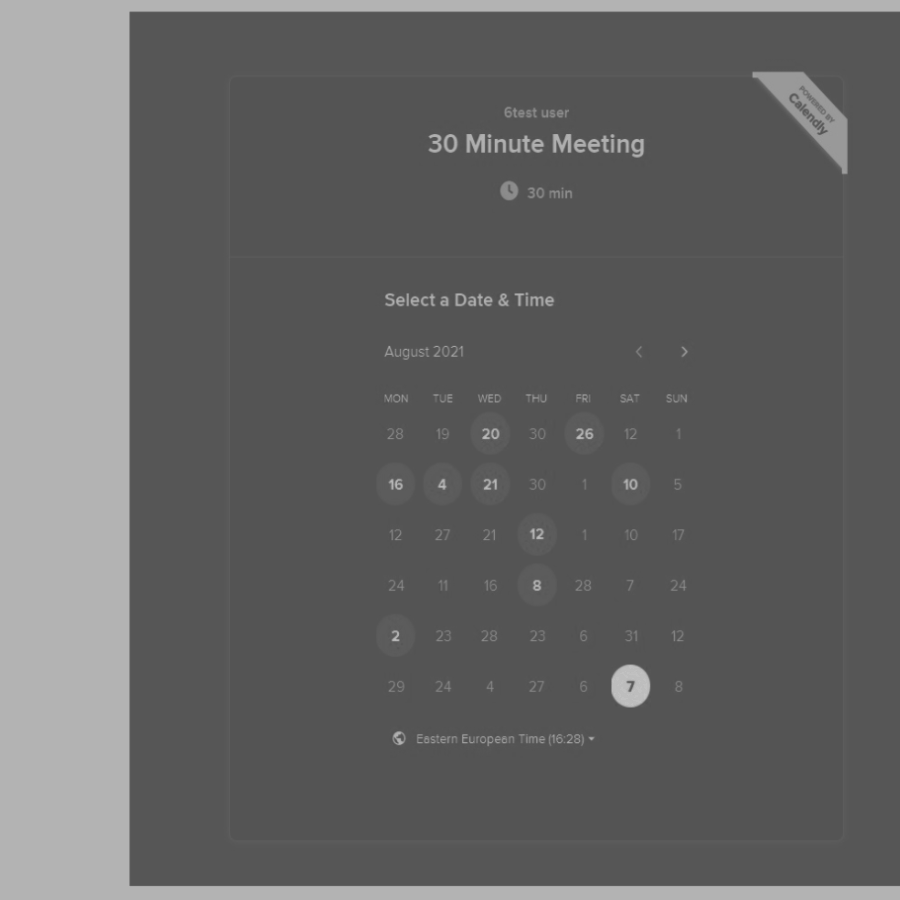 POWERED BY
Calendly
6test user
30 Minute Meeting
30 min
Select a Date & Time
August 2021
MON TUE WED THU FRI SAT SUN
28 19 20 30 26 12 1
16 4 21 30 1 10 5
12 27 21 12 1 10 17
24 11 16 8 28 7 24
2 23 28 23 6 31 12
29 24 4 27 6 7 8
Eastern European Time (16:28)